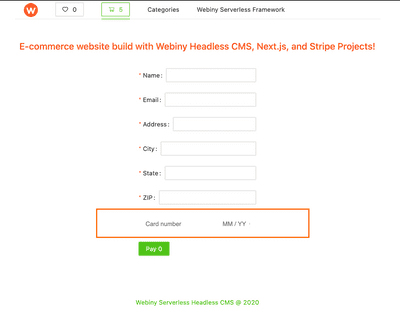 W
0
5
Categories
Webiny Serverless Framework
E-commerce website build with Webiny Headless CMS, Next.js, and Stripe Projects!
* Name:
* Email:
* Address:
* City:
* State:
* ZIP:
Card number MM / YY
Pay 0
Webiny Serverless Headless CMS @ 2020